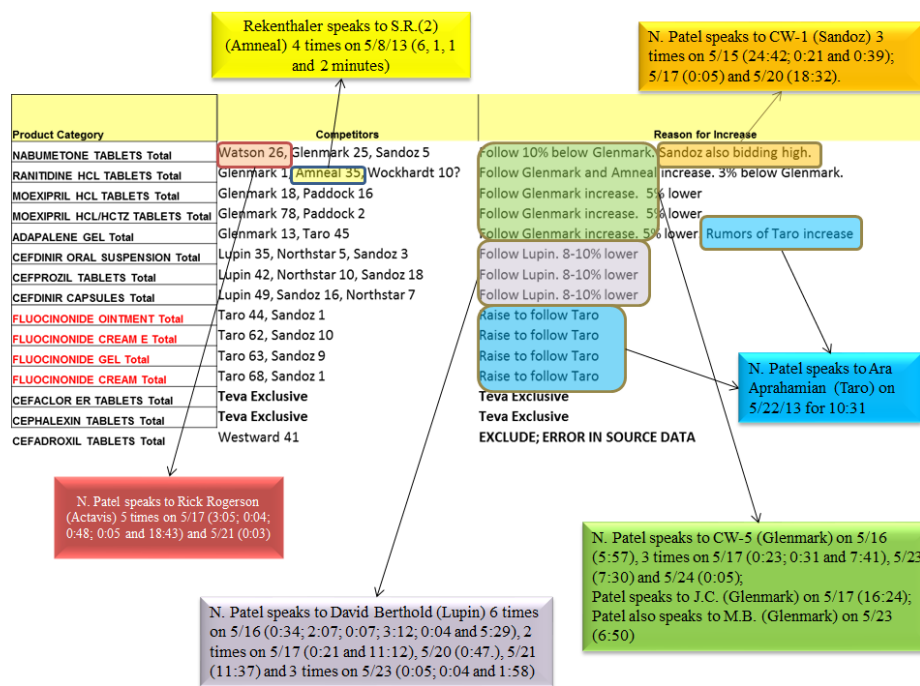 Rekenthaler speaks to S.R.(2)
(Amneal) 4 times on 5/8/13 (6, 1, 1
and 2 minutes)
N. Patel speaks to CW-1 (Sandoz) 3
times on 5/15 (24:42; 0:21 and 0:39);
5/17 (0:05) and 5/20 (18:32).
Product Category Competitors Reason for Increase
NABUMETONE TABLETS Total Watson 26, Glenmark 25, Sandoz 5 Follow 10% below Glenmark. Sandoz also bidding high.
RANITIDINE HCL TABLETS Total Glenmark 1, Amneal 35, Wockhardt 10? Follow Glenmark and Amneal increase. 3% below Glenmark.
MOEXIPRIL HCL TABLETS Total Glenmark 18, Paddock 16 Follow Glenmark increase. 5% lower
MOEXIPRIL HCL/HCTZ TABLETS Total Glenmark 78, Paddock 2 Follow Glenmark increase. 5% lower
ADAPALENE GEL Total Glenmark 13, Taro 45 Follow Glenmark increase. 5% lower Rumors of Taro increase
CEFDINIR ORAL SUSPENSION Total Lupin 35, Northstar 5, Sandoz 3 Follow Lupin. 8-10% lower
CEFPROZIL TABLETS Total Lupin 42, Northstar 10, Sandoz 18 Follow Lupin. 8-10% lower
CEFDINIR CAPSULES Total Lupin 49, Sandoz 16, Northstar 7 Follow Lupin. 8-10% lower
FLUOCINONIDE OINTMENT Total Taro 44, Sandoz 1 Raise to follow Taro
FLUOCINONIDE CREAM E Total Taro 62, Sandoz 10 Raise to follow Taro
FLUOCINONIDE GEL Total Taro 63, Sandoz 9 Raise to follow Taro
FLUOCINONIDE CREAM Total Taro 68, Sandoz 1 Raise to follow Taro
CEFACLOR ER TABLETS Total Teva Exclusive Teva Exclusive
CEPHALEXIN TABLETS Total Teva Exclusive Teva Exclusive
CEFADROXIL TABLETS Total Westward 41 EXCLUDE; ERROR IN SOURCE DATA
N. Patel speaks to Ara
Aprahamian (Taro) on
5/22/13 for 10:31
N. Patel speaks to Rick Rogerson
(Actavis) 5 times on 5/17 (3:05; 0:04;
0:48; 0:05 and 18:43) and 5/21 (0:03)
N. Patel speaks to CW-5 (Glenmark) on 5/16
(5:57), 3 times on 5/17 (0:23; 0:31 and 7:41), 5/23
(7:30) and 5/24 (0:05);
Patel speaks to J.C. (Glenmark) on 5/17 (16:24);
Patel also speaks to M.B. (Glenmark) on 5/23
(6:50)
N. Patel speaks to David Berthold (Lupin) 6 times
on 5/16 (0:34; 2:07; 0:07; 3:12; 0:04 and 5:29), 2
times on 5/17 (0:21 and 11:12), 5/20 (0:47.), 5/21
(11:37) and 3 times on 5/23 (0:05; 0:04 and 1:58)